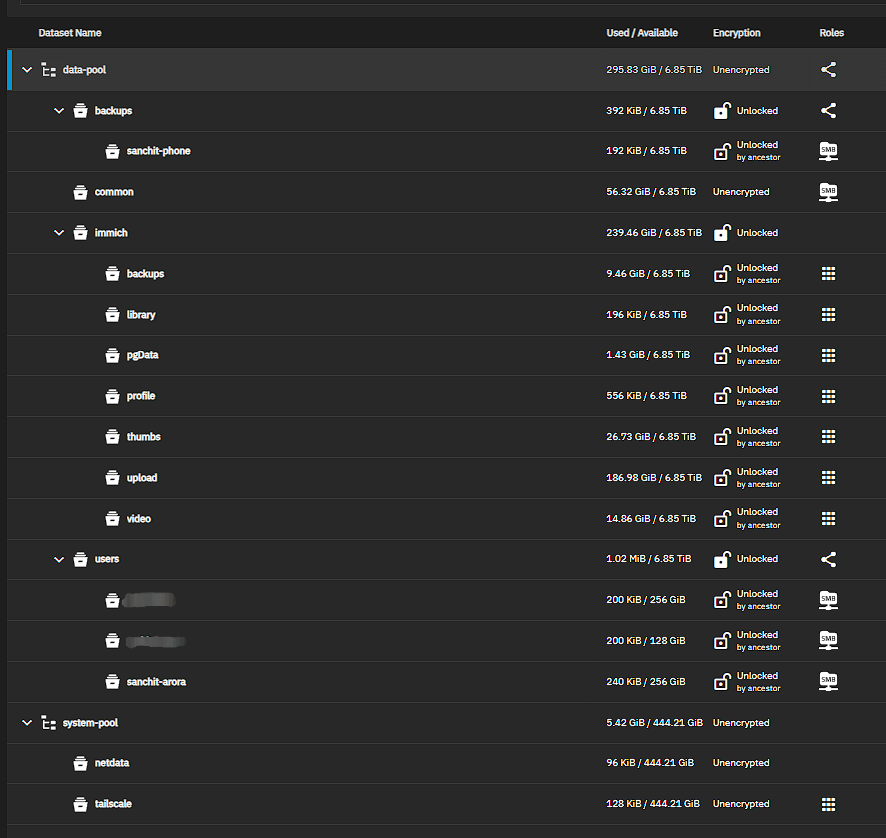 Dataset Name Used / Available Encryption Roles
data-pool 295.83 GiB / 6.85 TiB Unencrypted
backups 392 KiB / 6.85 TiB Unlocked
sanchit-phone 192 KiB / 6.85 TiB Unlocked by ancestor SMB
common 56.32 GiB / 6.85 TiB Unencrypted SMB
immich 239.46 GiB / 6.85 TiB Unlocked
backups 9.46 GiB / 6.85 TiB Unlocked by ancestor
library 196 KiB / 6.85 TiB Unlocked by ancestor
pgData 1.43 GiB / 6.85 TiB Unlocked by ancestor
profile 556 KiB / 6.85 TiB Unlocked by ancestor
thumbs 26.73 GiB / 6.85 TiB Unlocked by ancestor
upload 186.98 GiB / 6.85 TiB Unlocked by ancestor
video 14.86 GiB / 6.85 TiB Unlocked by ancestor
users 1.02 MiB / 6.85 TiB Unlocked
200 KiB / 256 GiB Unlocked by ancestor SMB
200 KiB / 128 GiB Unlocked by ancestor SMB
sanchit-arora 240 KiB / 256 GiB Unlocked by ancestor SMB
system-pool 5.42 GiB / 444.21 GiB Unencrypted
netdata 96 KiB / 444.21 GiB Unencrypted
tailscale 128 KiB / 444.21 GiB Unencrypted